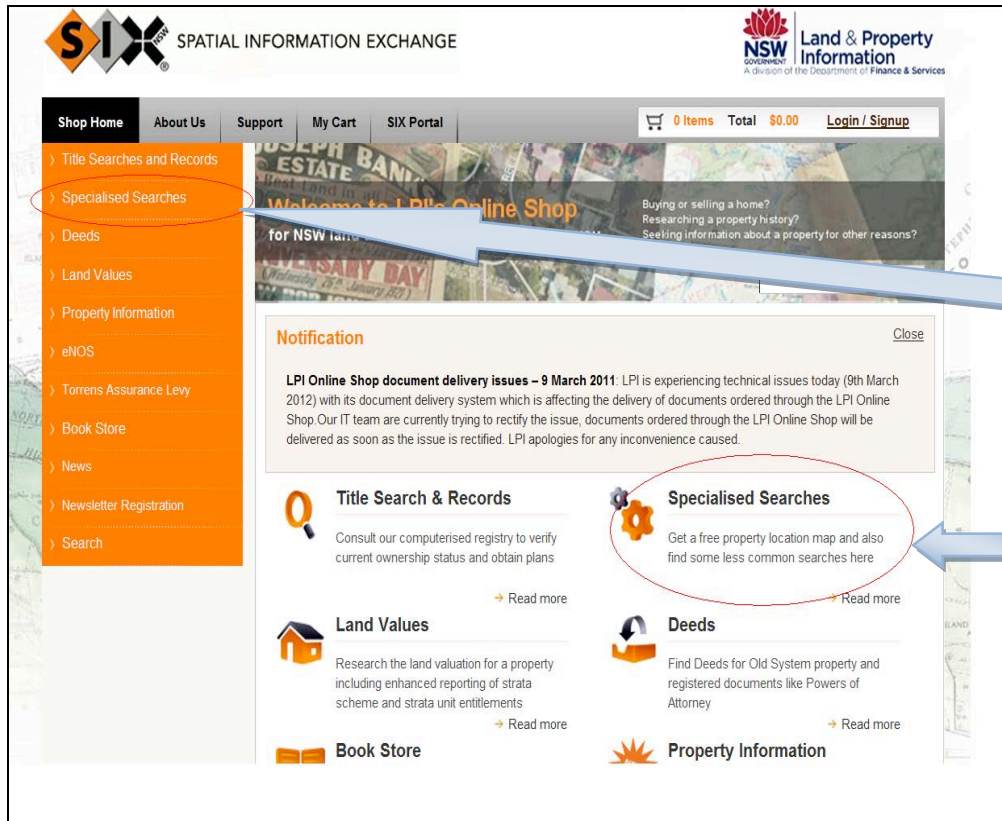 SIX NSW ® SPATIAL INFORMATION EXCHANGE
NSW GOVERNMENT
Land & Property Information
A division of the Department of Finance & Services
Shop Home About Us Support My Cart SIX Portal 0 Items Total $0.00 Login / Signup
Title Searches and Records
Specialised Searches
Deeds
Land Values
Property Information
eNOS
Torrens Assurance Levy
Book Store
News
Newsletter Registration
Search
Welcome to LPI's Online Shop
for NSW
Buying or selling a home?
Researching a property history?
Seeking information about a property for other reasons?
Notification
Close
LPI Online Shop document delivery issues – 9 March 2011: LPI is experiencing technical issues today (9th March
2012) with its document delivery system which is affecting the delivery of documents ordered through the LPI Online
Shop.Our IT team are currently trying to rectify the issue, documents ordered through the LPI Online Shop will be
delivered as soon as the issue is rectified. LPI apologies for any inconvenience caused.
Title Search & Records
Consult our computerised registry to verify
current ownership status and obtain plans
Read more
Specialised Searches
Get a free property location map and also
find some less common searches here
Read more
Land Values
Research the land valuation for a property
including enhanced reporting of strata
scheme and strata unit entitlements
Read more
Deeds
Find Deeds for Old System property and
registered documents like Powers of
Attorney
Read more
Book Store
Property Information